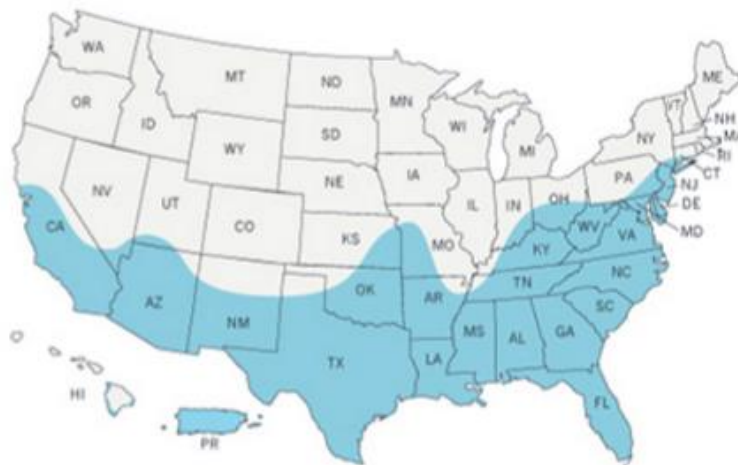 WA
MT
ND
MN
ME
OR
ID
SD
WI
VT
NH
WY
MI
NY
MA
RI
CT
NV
UT
NE
IA
PA
NJ
CA
CO
IL
IN
OH
DE
KS
MO
WV
VA
MD
KY
AZ
NM
OK
AR
TN
NC
SC
TX
MS
AL
GA
LA
FL
HI
PR